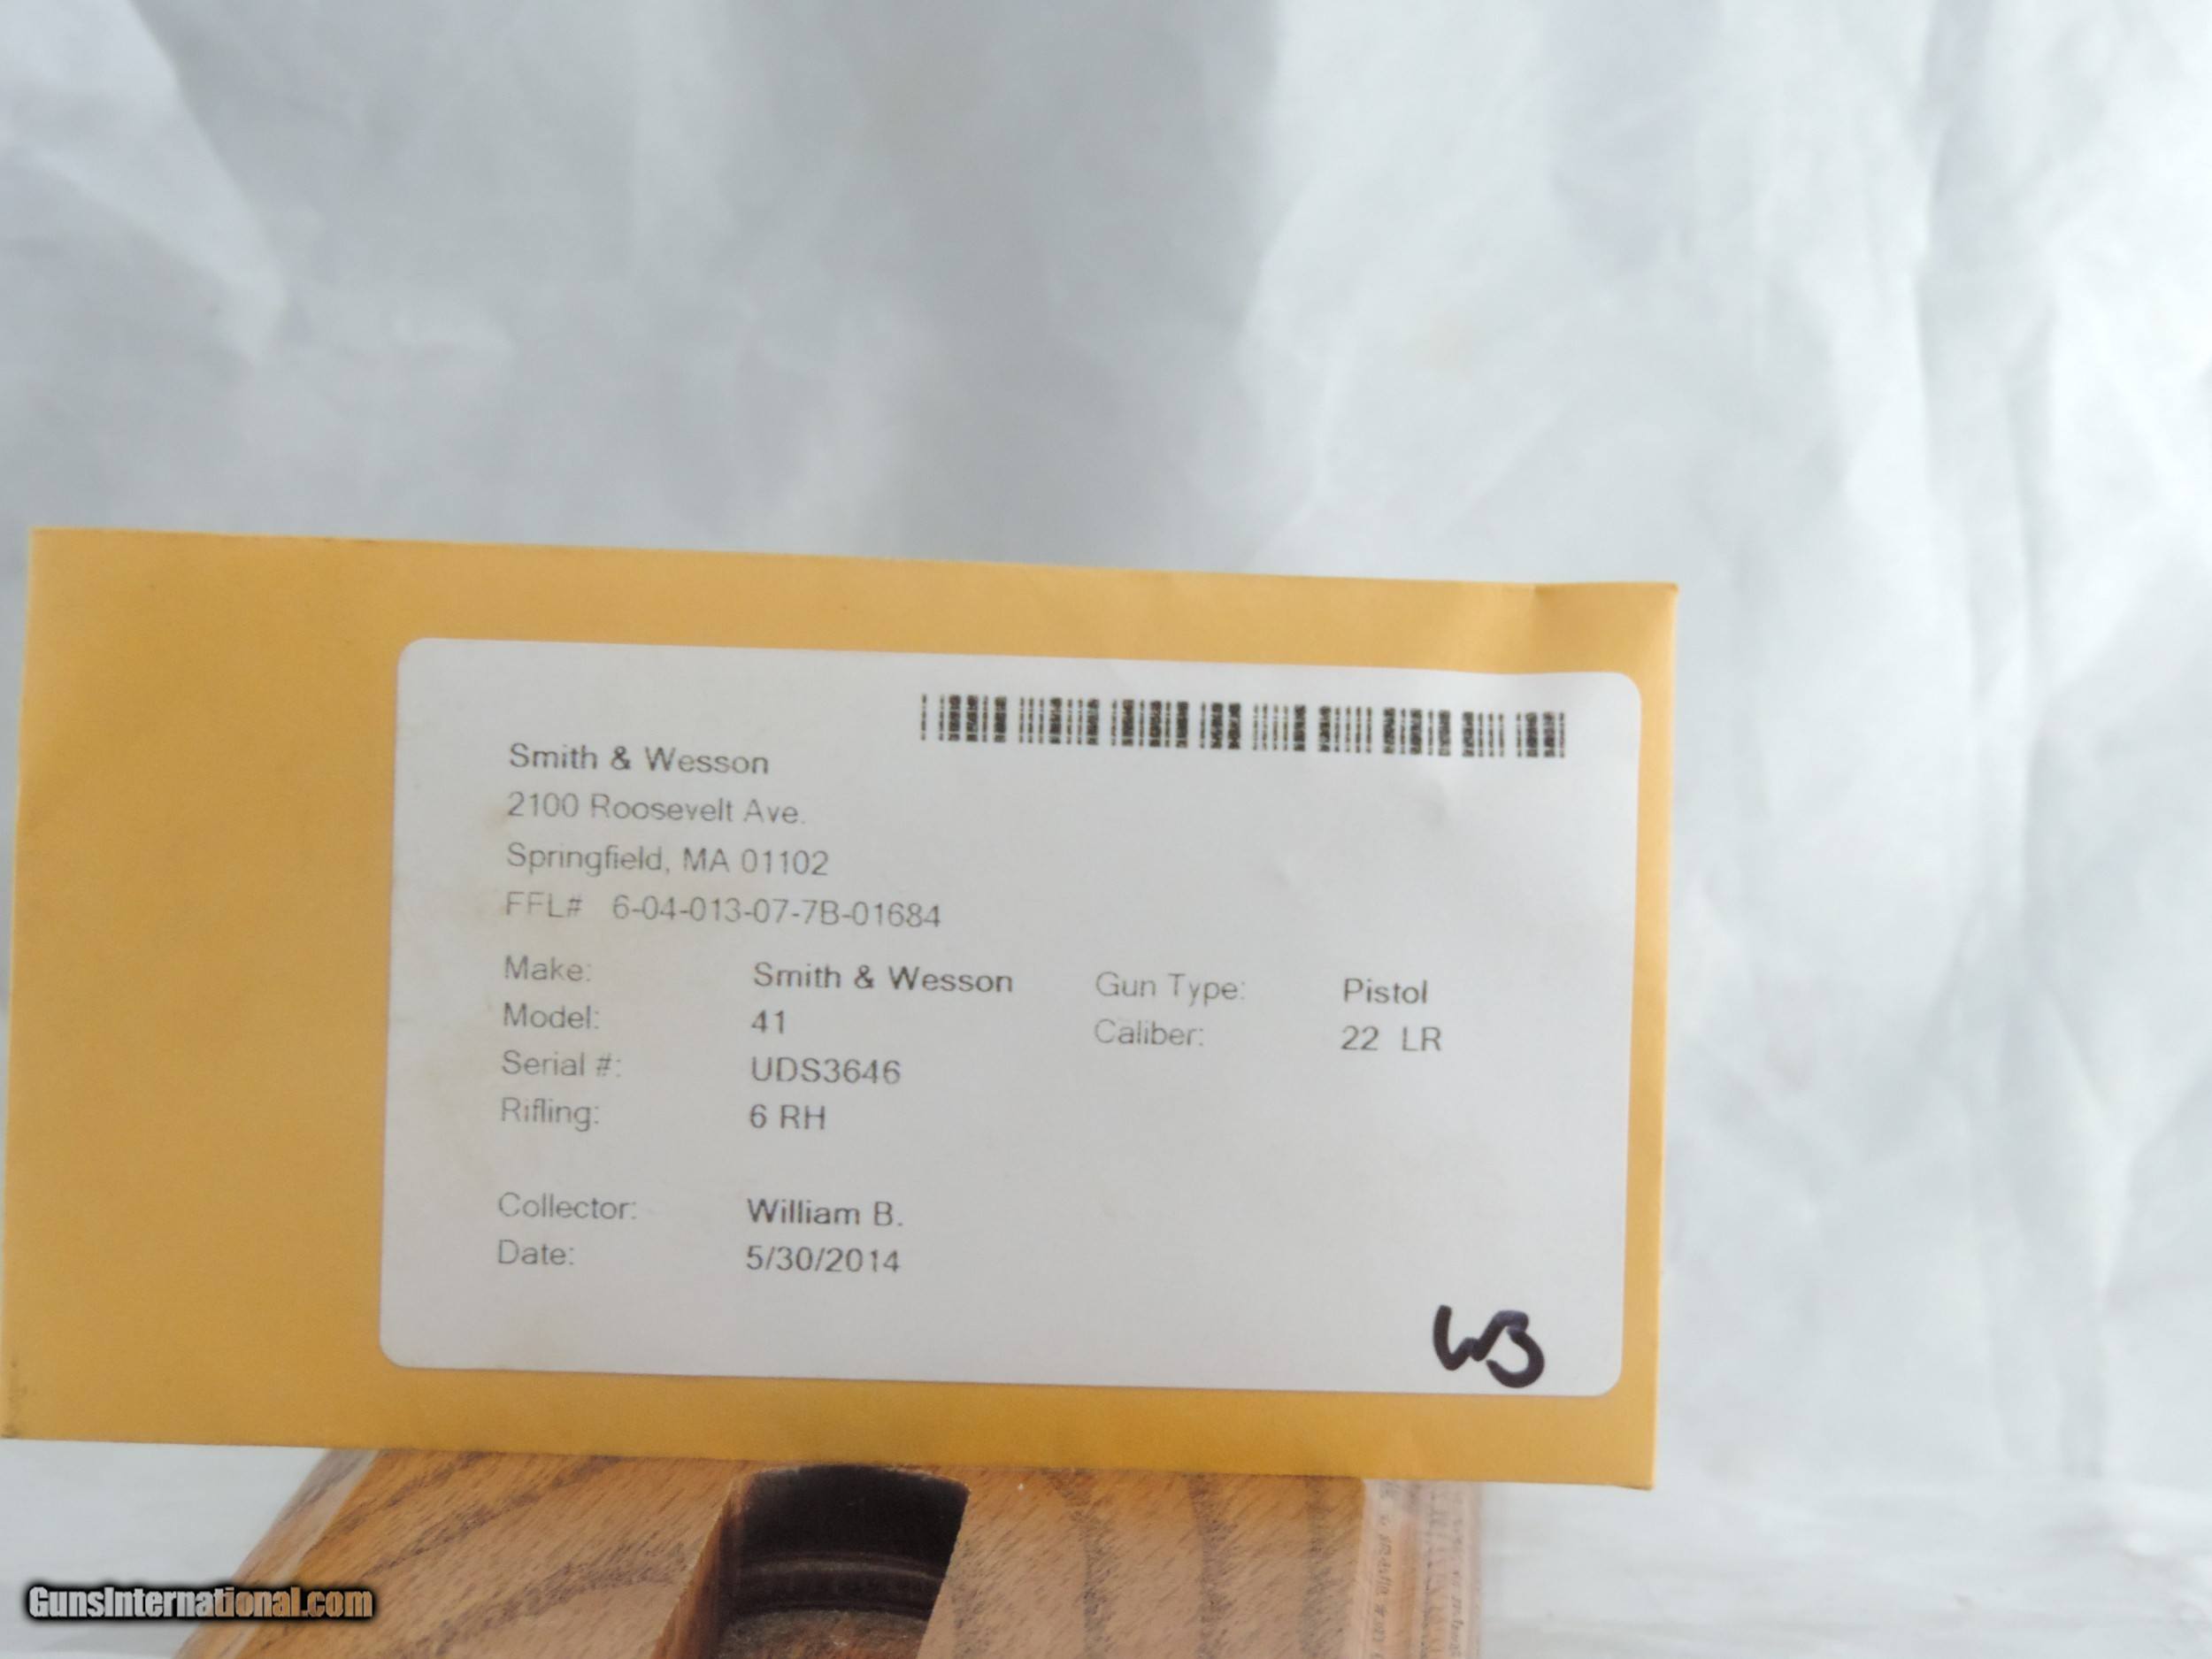 Smith & Wesson
2100 Roosevelt Ave.
Springfield, MA 01102
FFL# 6-04-013-07-7B-01684
Make: Smith & Wesson Gun Type: Pistol
Model: 41 Caliber: 22 LR
Serial #: UDS3646
Rifling: 6 RH
Collector: William B.
Date: 5/30/2014
WB
GunsInternational.com